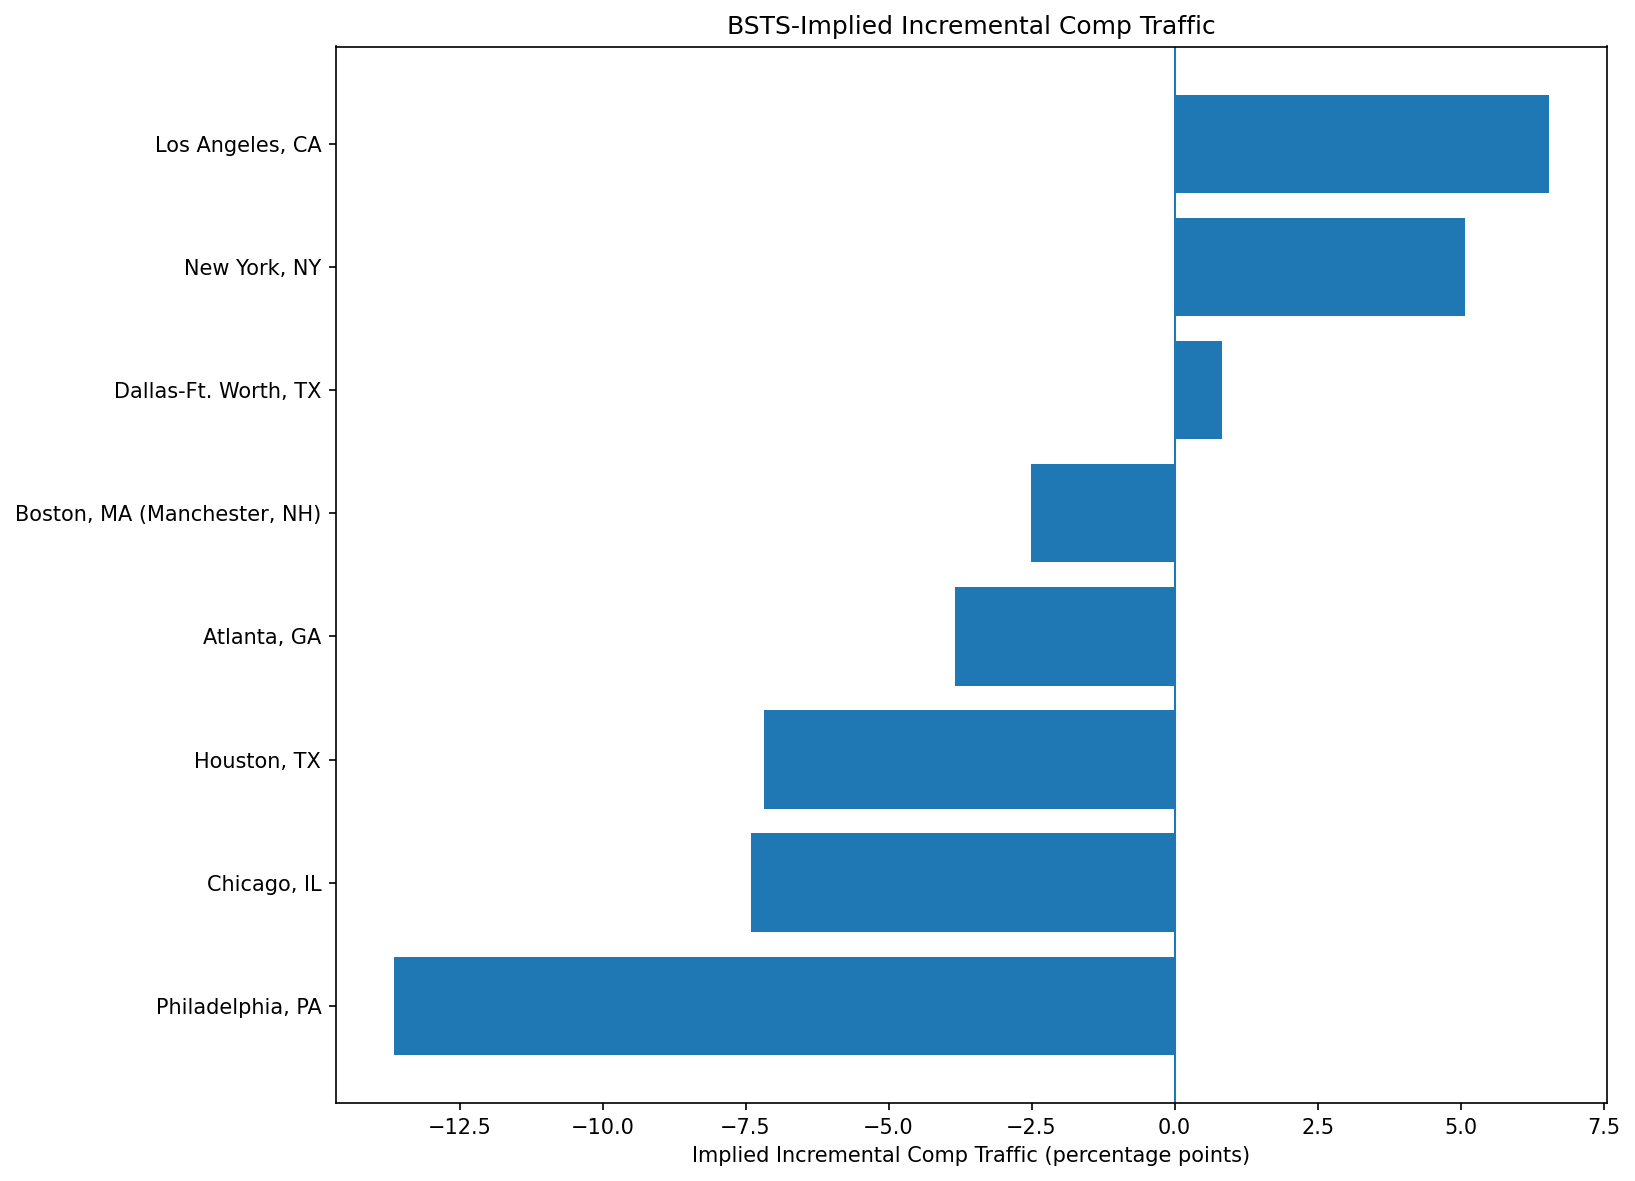 BSTS-Implied Incremental Comp Traffic
Los Angeles, CA
New York, NY
Dallas-Ft. Worth, TX
Boston, MA (Manchester, NH)
Atlanta, GA
Houston, TX
Chicago, IL
Philadelphia, PA
−12.5 −10.0 −7.5 −5.0 −2.5 0.0 2.5 5.0 7.5
Implied Incremental Comp Traffic (percentage points)